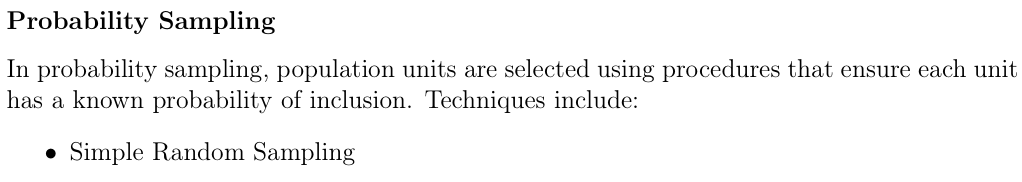 Probability Sampling
In probability sampling, population units are selected using procedures that ensure each unit
has a known probability of inclusion. Techniques include:
• Simple Random Sampling